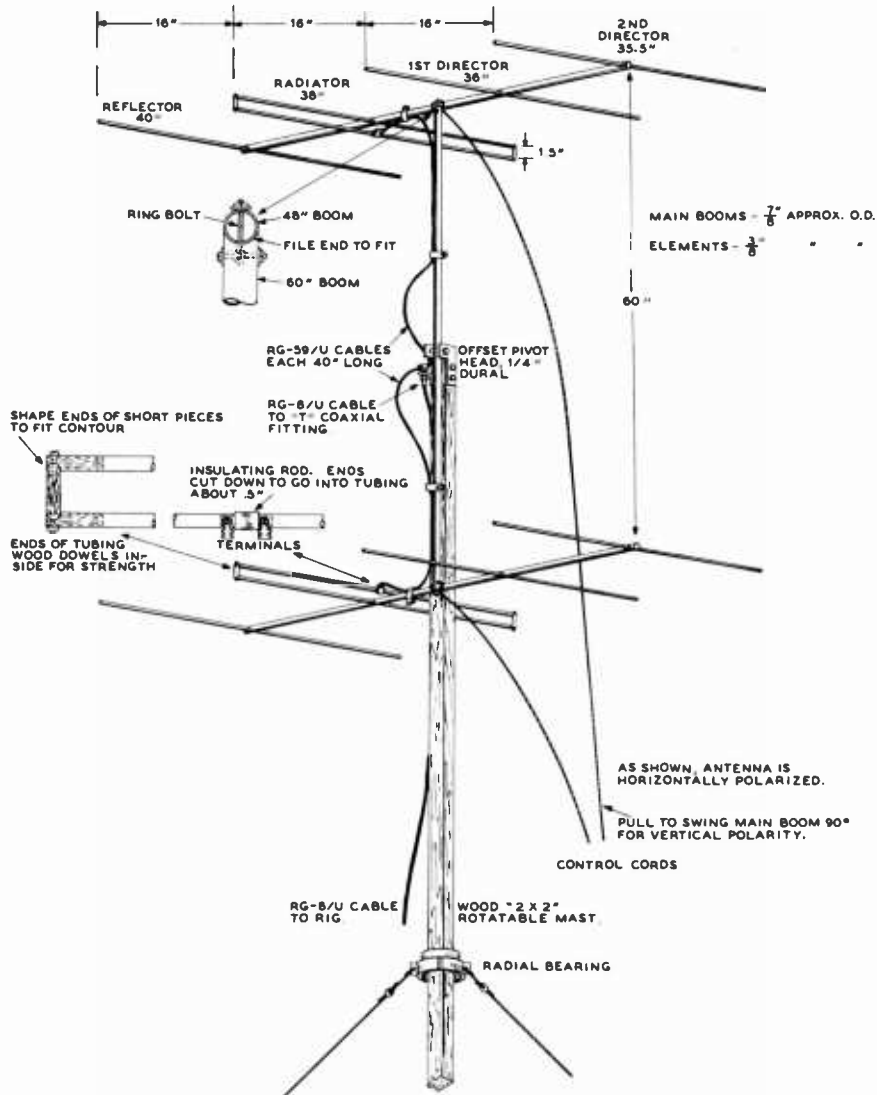 16"
16"
16"
2ND
DIRECTOR
35.5"
1ST DIRECTOR
36"
RADIATOR
38"
REFLECTOR
40"
1.5"
RING BOLT
48" BOOM
FILE END TO FIT
60" BOOM
MAIN BOOMS - 7/8" APPROX. O.D.
ELEMENTS - 3/8" " "
60"
RG-59/U CABLES
EACH 40" LONG
OFFSET PIVOT
HEAD, 1/4"
DURAL
RG-8/U CABLE
TO "T" COAXIAL
FITTING
SHAPE ENDS OF SHORT PIECES
TO FIT CONTOUR
INSULATING ROD. ENDS
CUT DOWN TO GO INTO TUBING
ABOUT .5"
ENDS OF TUBING
WOOD DOWELS IN-
SIDE FOR STRENGTH
TERMINALS
AS SHOWN, ANTENNA IS
HORIZONTALLY POLARIZED.
PULL TO SWING MAIN BOOM 90°
FOR VERTICAL POLARITY.
CONTROL CORDS
RG-8/U CABLE
TO RIG
WOOD "2 X 2"
ROTATABLE MAST
RADIAL BEARING